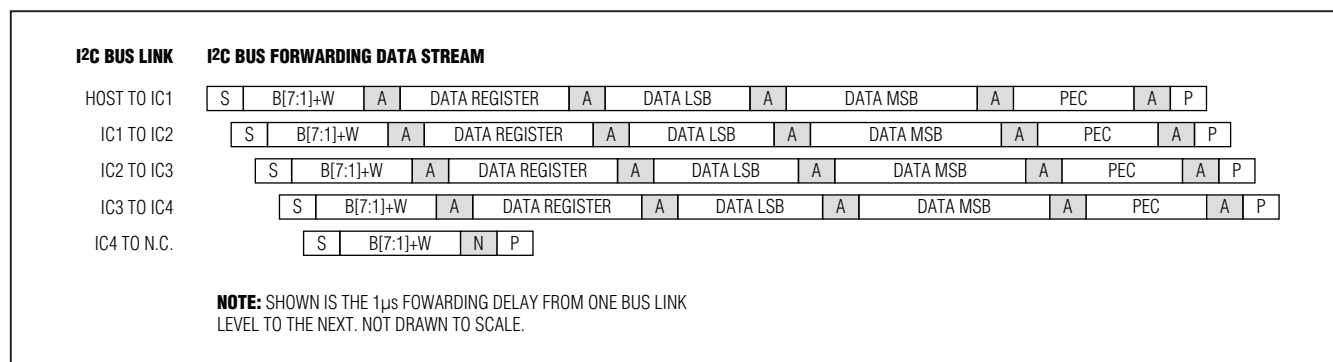 I²C BUS LINK I²C BUS FORWARDING DATA STREAM
HOST TO IC1 S B[7:1]+W A DATA REGISTER A DATA LSB A DATA MSB A PEC A P
IC1 TO IC2 S B[7:1]+W A DATA REGISTER A DATA LSB A DATA MSB A PEC A P
IC2 TO IC3 S B[7:1]+W A DATA REGISTER A DATA LSB A DATA MSB A PEC A P
IC3 TO IC4 S B[7:1]+W A DATA REGISTER A DATA LSB A DATA MSB A PEC A P
IC4 TO N.C. S B[7:1]+W N P
NOTE: SHOWN IS THE 1µs FOWARDING DELAY FROM ONE BUS LINK
LEVEL TO THE NEXT. NOT DRAWN TO SCALE.